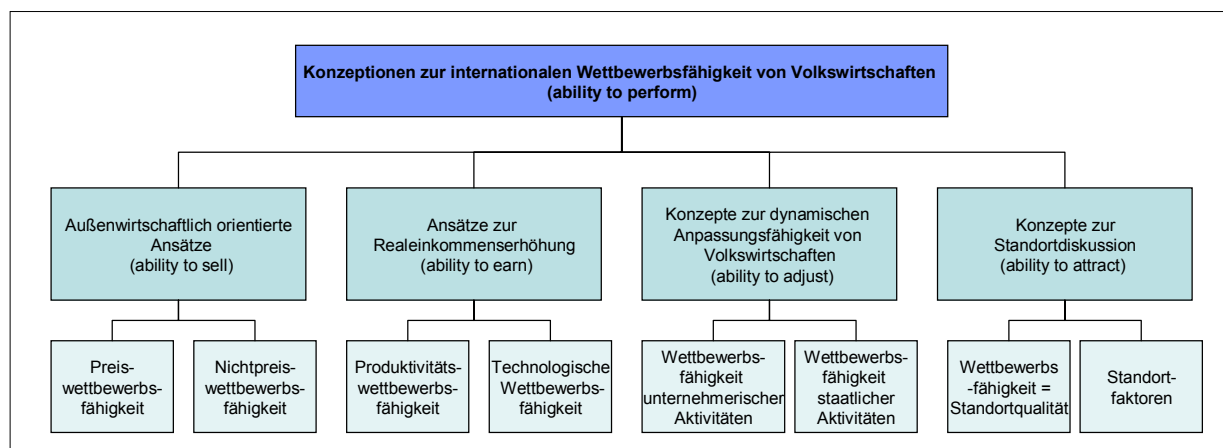 Konzeptionen zur internationalen Wettbewerbsfähigkeit von Volkswirtschaften
(ability to perform)
Außenwirtschaftlich orientierte
Ansätze
(ability to sell)
Ansätze zur
Realeinkommenserhöhung
(ability to earn)
Konzepte zur dynamischen
Anpassungsfähigkeit von
Volkswirtschaften
(ability to adjust)
Konzepte zur
Standortdiskussion
(ability to attract)
Preis-
wettbewerbs-
fähigkeit
Nichtpreis-
wettbewerbs-
fähigkeit
Produktivitäts-
wettbewerbs-
fähigkeit
Technologische
Wettbewerbs-
fähigkeit
Wettbewerbs-
fähigkeit
unternehmerischer
Aktivitäten
Wettbewerbs-
fähigkeit
staatlicher
Aktivitäten
Wettbewerbs
-fähigkeit =
Standortqualität
Standort-
faktoren